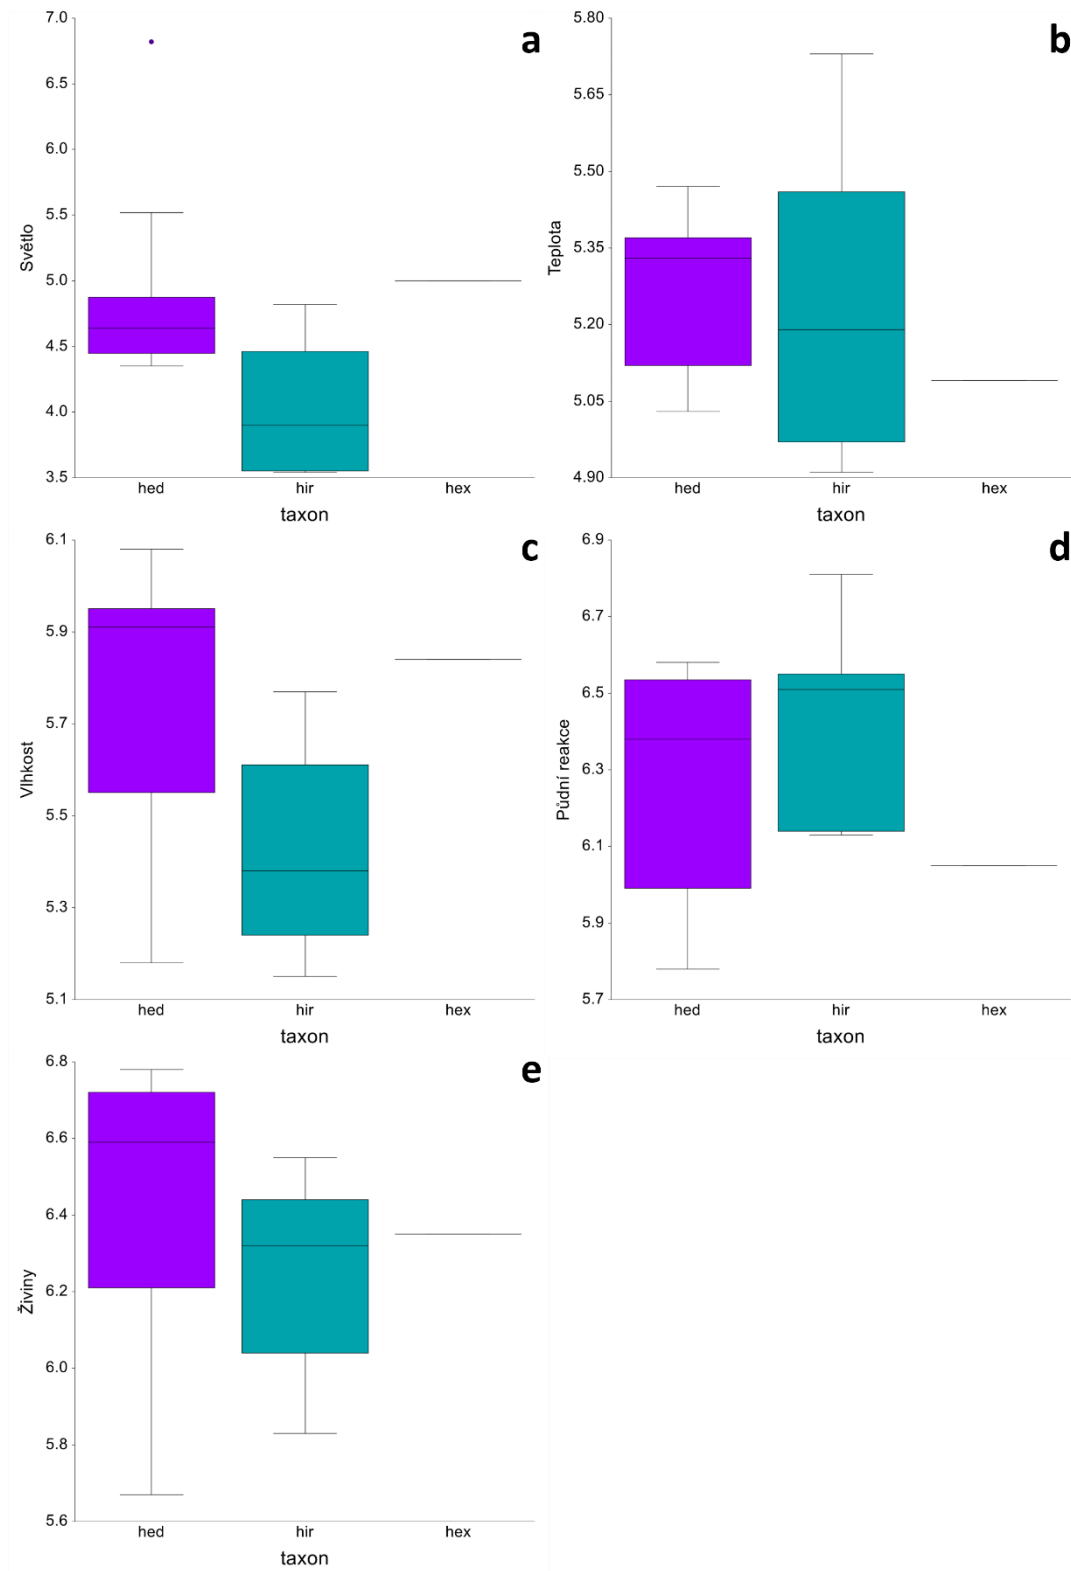 a
7.0
6.5
6.0
5.5
5.0
4.5
4.0
3.5
Světlo
hed hir hex
taxon
b
5.80
5.65
5.50
5.35
5.20
5.05
4.90
Teplota
hed hir hex
taxon
c
6.1
5.9
5.7
5.5
5.3
5.1
Vlhkost
hed hir hex
taxon
d
6.9
6.7
6.5
6.3
6.1
5.9
5.7
Půdní reakce
hed hir hex
taxon
e
6.8
6.6
6.4
6.2
6.0
5.8
5.6
Živiny
hed hir hex
taxon